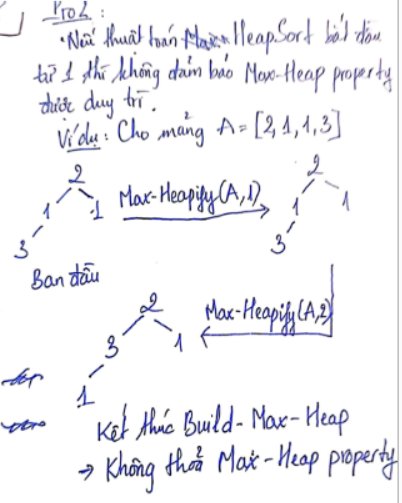 Pro2 :
• Nếu thuật toán HeapSort bắt đầu
từ 1 thì không đảm bảo Max-Heap property
được duy trì.
Ví dụ: Cho mảng A = [2,1,1,3]
2
1 1
3
Ban đầu
Max-Heapify(A,1)
2
1 1
3
Max-Heapify(A,2)
2
3 1
1
Kết thúc Build-Max-Heap
→ Không thoả Max-Heap property